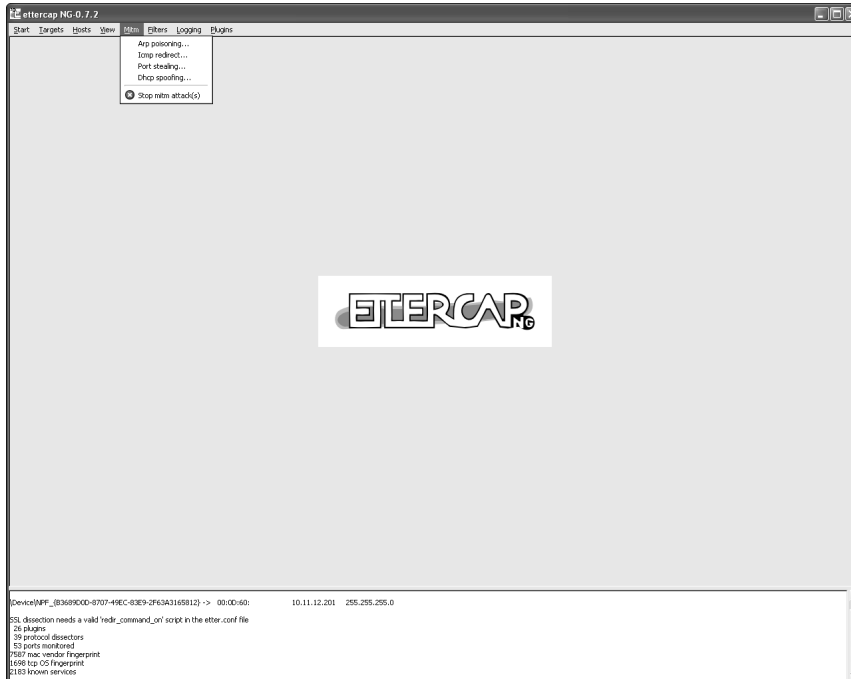 ettercap NG-0.7.2
Start Targets Hosts View Mitm Filters Logging Plugins
Arp poisoning...
Icmp redirect...
Port stealing...
Dhcp spoofing...
Stop mitm attack(s)
ETTERCAP NG
\Device\NPF_{B3689D0D-8707-49EC-83E9-2F63A3165812} -> 00:0D:60: 10.11.12.201 255.255.255.0
SSL dissection needs a valid 'redir_command_on' script in the etter.conf file
26 plugins
39 protocol dissectors
53 ports monitored
7587 mac vendor fingerprint
1698 tcp OS fingerprint
2183 known services